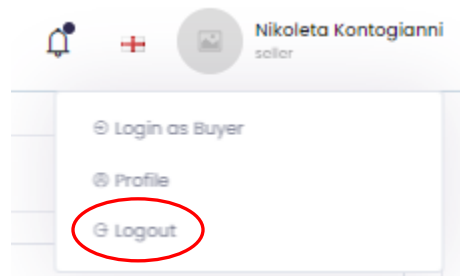 Nikoleta Kontogianni
seller
Login as Buyer
Profile
Logout